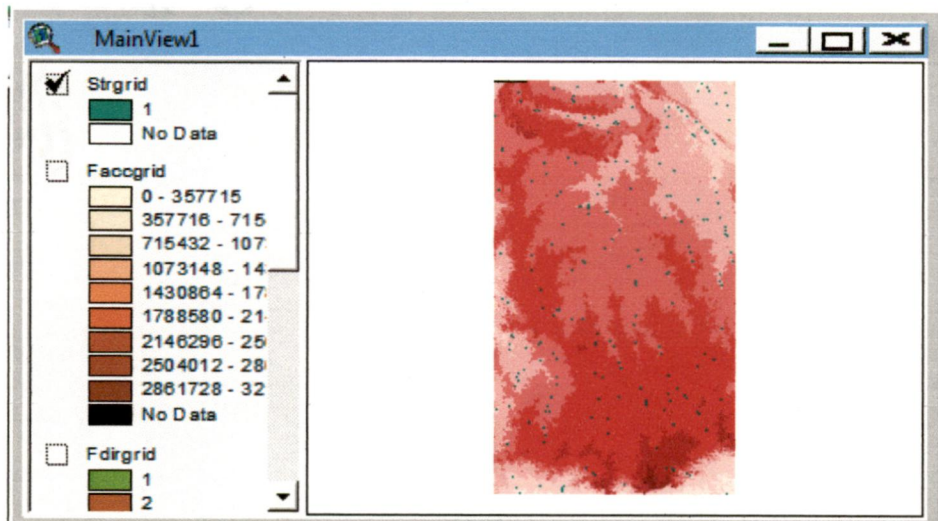 MainView1
Strgrid
1
No Data
Faccgrid
0 - 357715
357716 - 715
715432 - 107
1073148 - 14
1430864 - 17
1788580 - 21
2146296 - 25
2504012 - 28
2861728 - 32
No Data
Fdirgrid
1
2